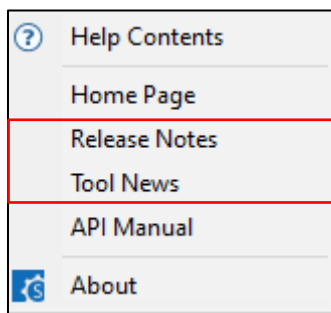 Help Contents
Home Page
Release Notes
Tool News
API Manual
About